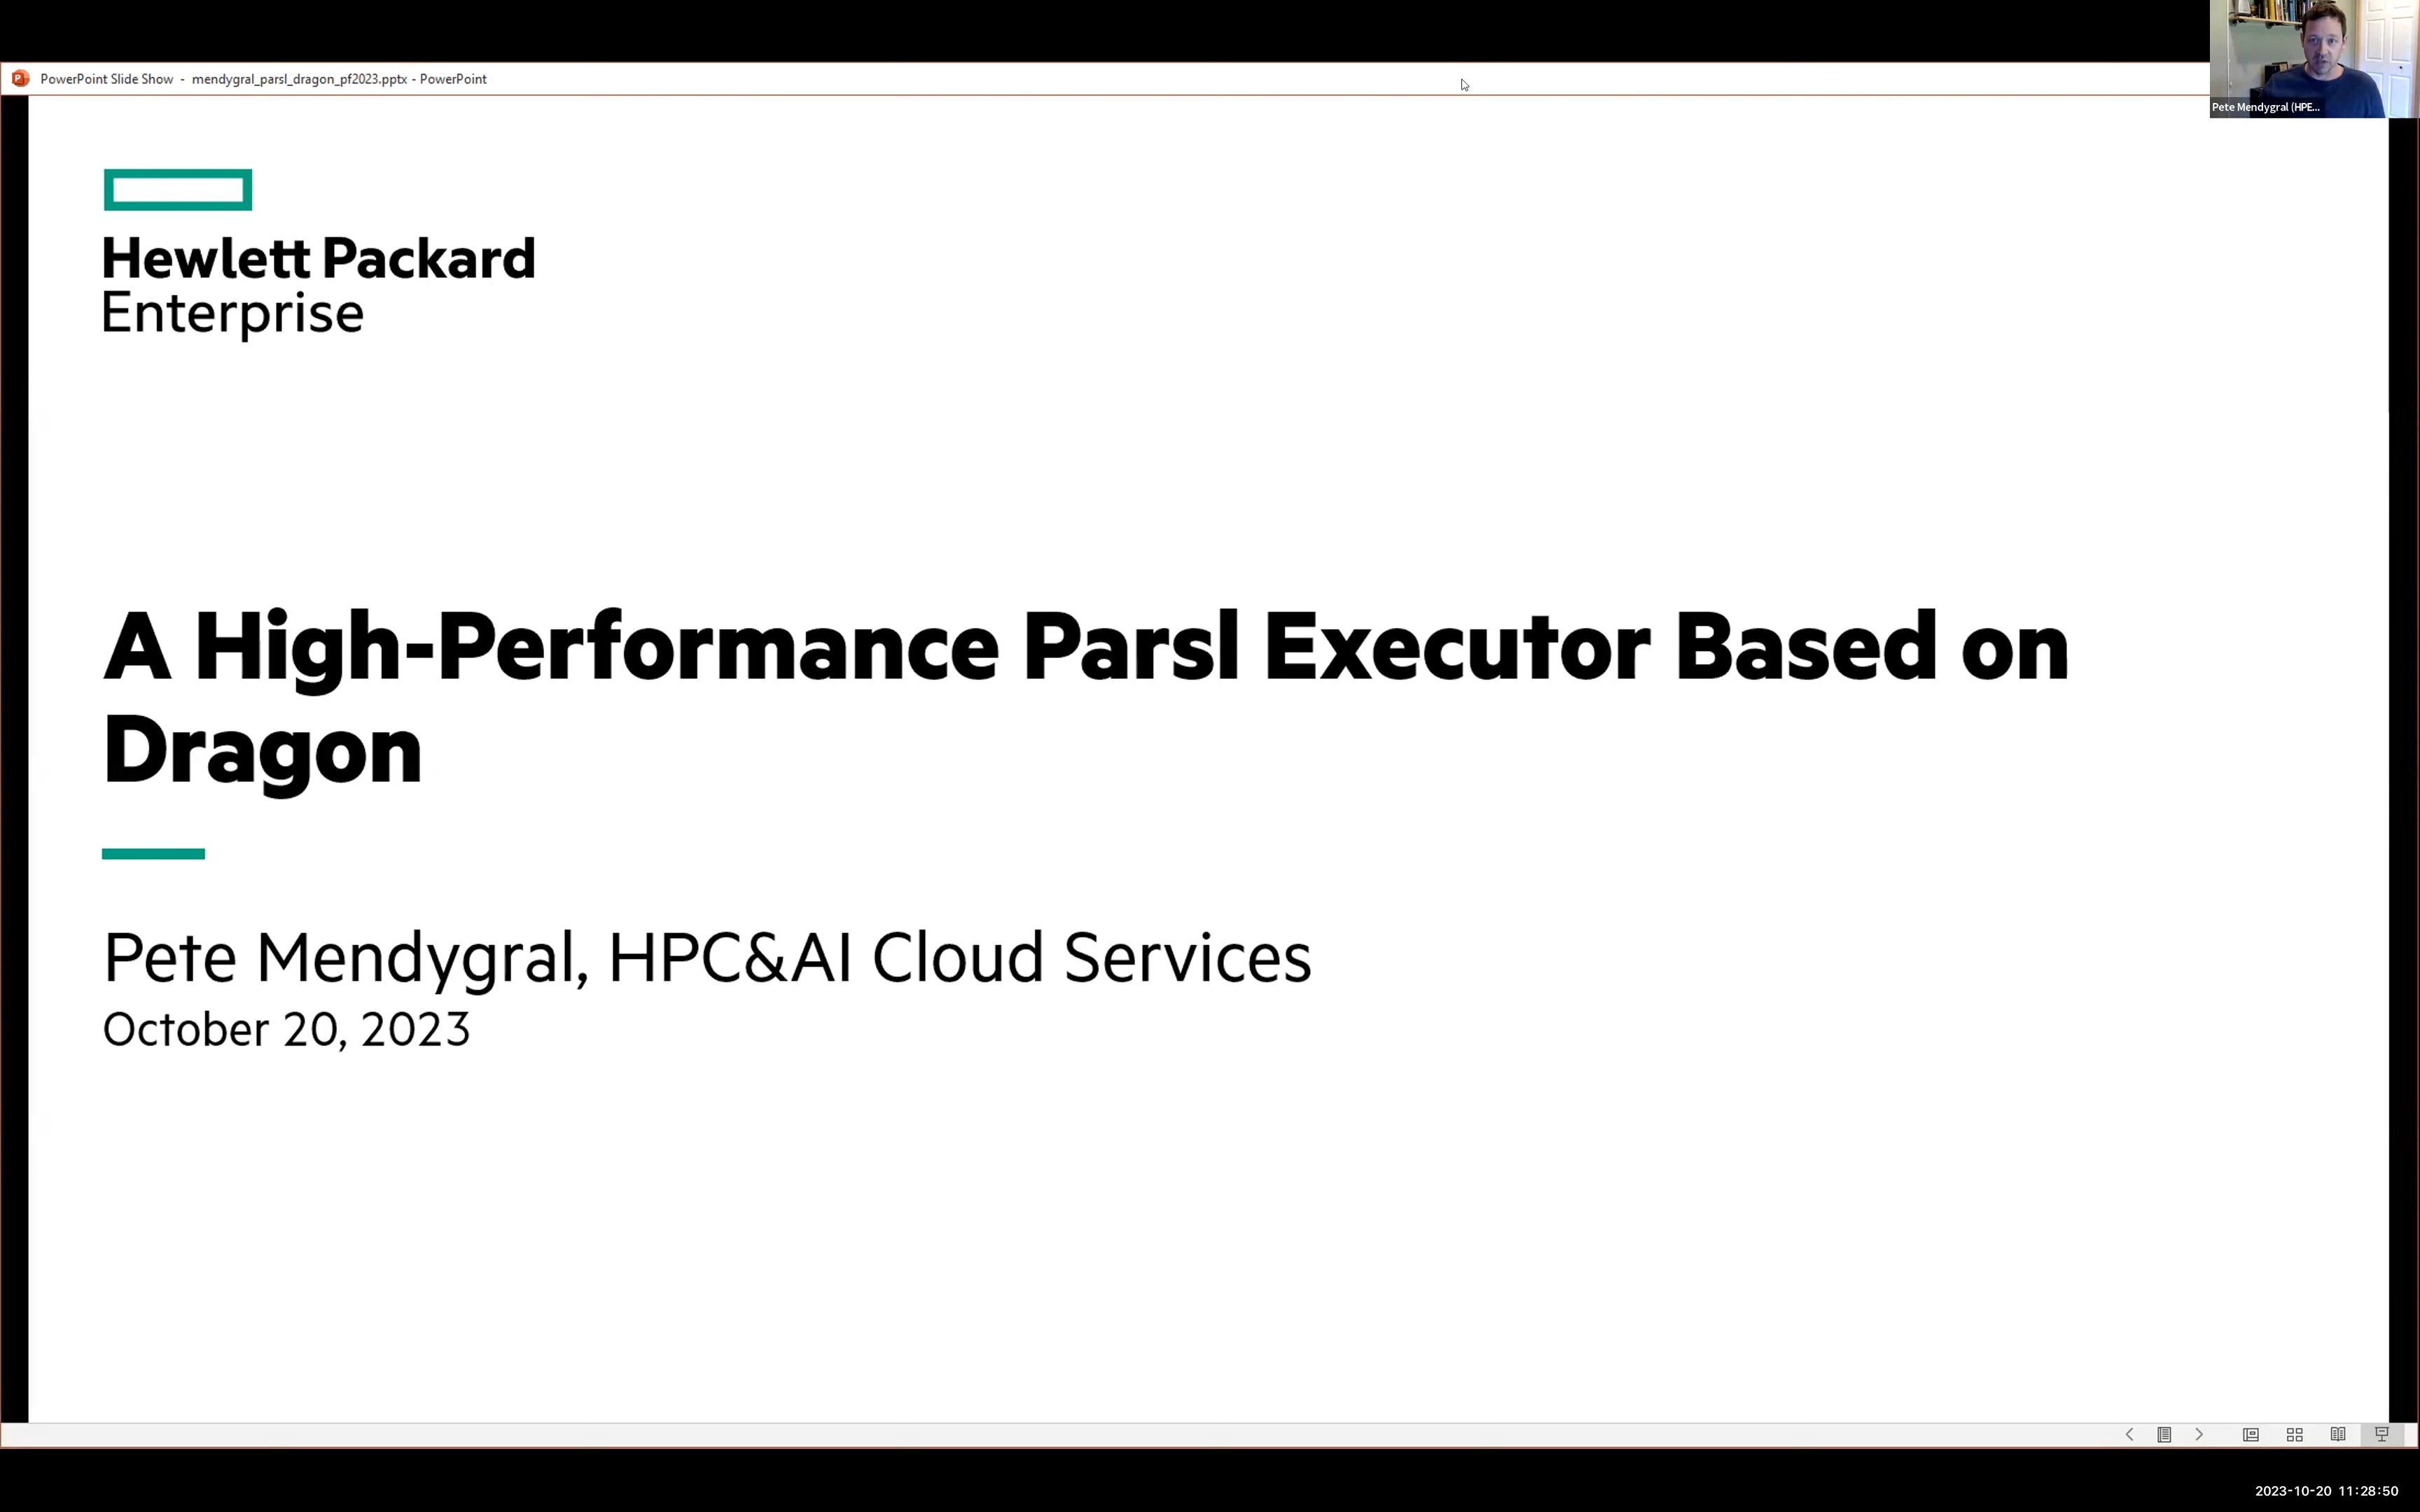 PowerPoint Slide Show - mendygral_parsl_dragon_pf2023.pptx - PowerPoint
Pete Mendygral (HPE...
Hewlett Packard
Enterprise
A High-Performance Parsl Executor Based on
Dragon
Pete Mendygral, HPC&AI Cloud Services
October 20, 2023
2023-10-20 11:28:50